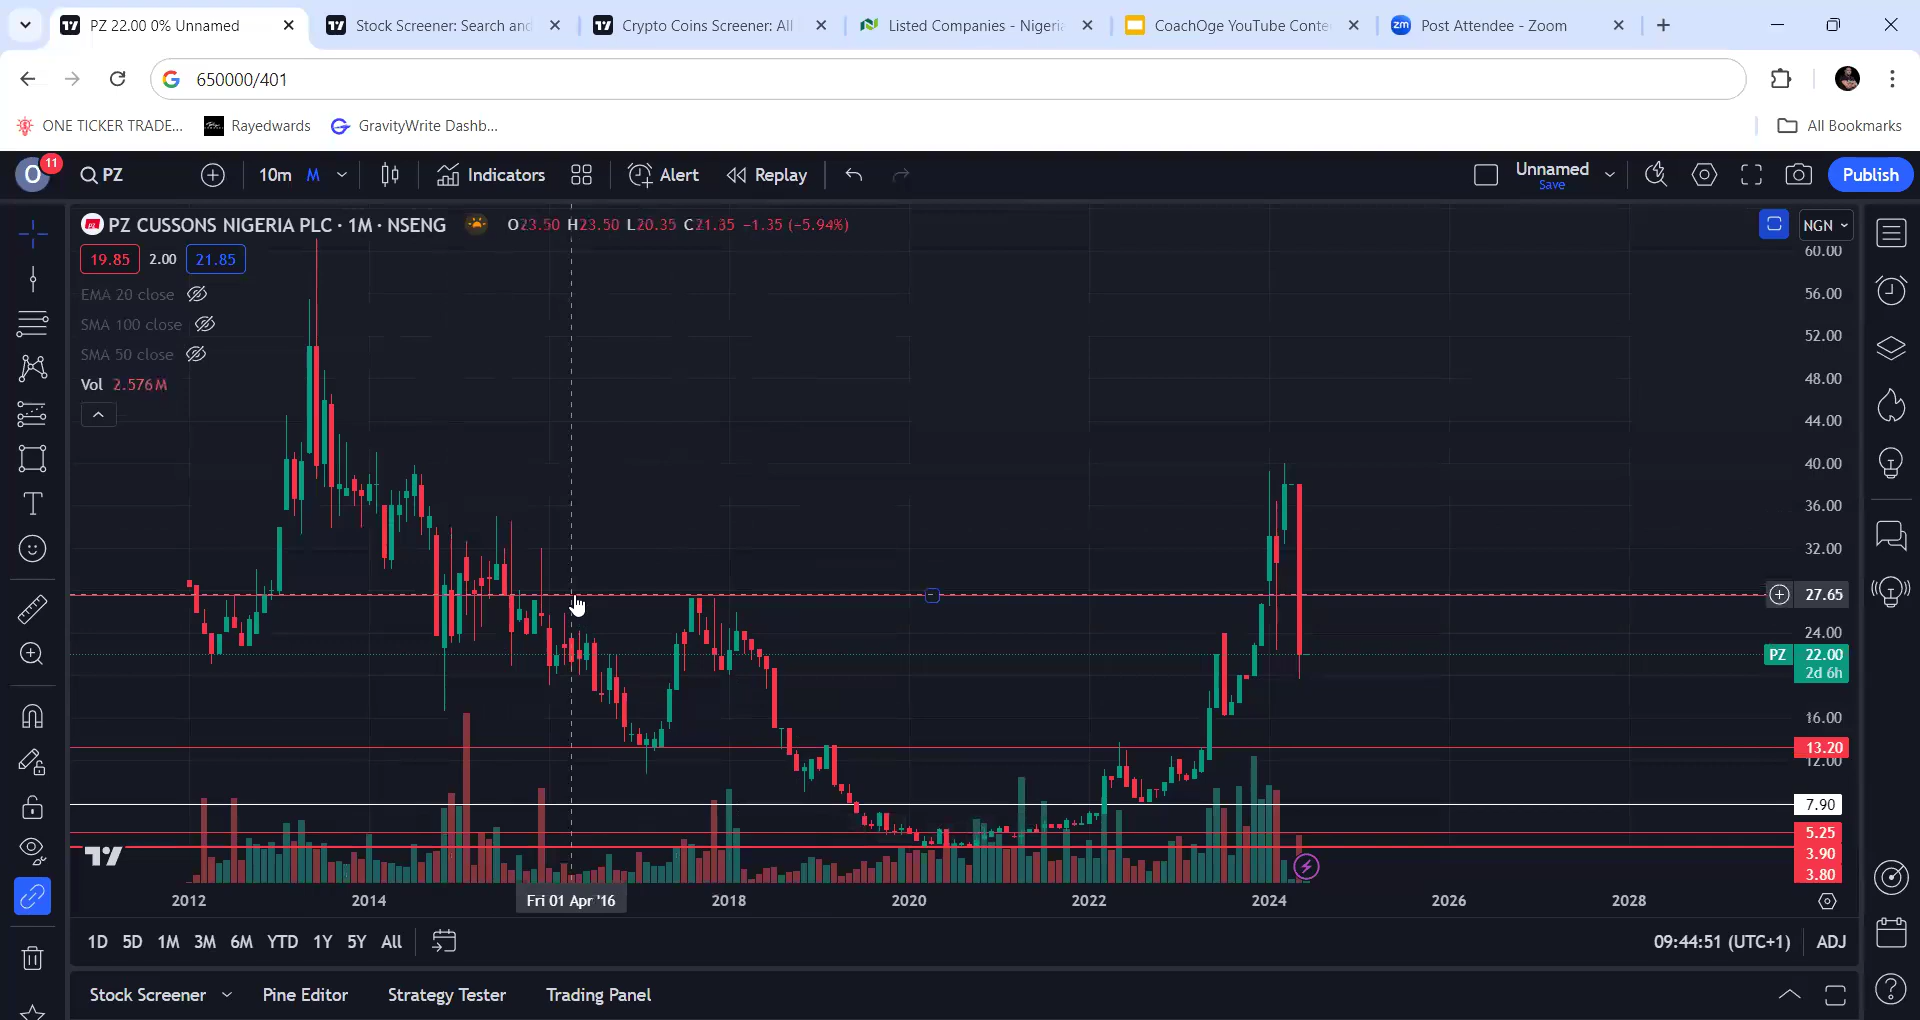 PZ 22.00 0% Unnamed
Stock Screener: Search and
Crypto Coins Screener: All
Listed Companies - Nigeria
CoachOge YouTube Conte
Post Attendee - Zoom
650000/401
ONE TICKER TRADE...
Rayedwards
GravityWrite Dashb...
All Bookmarks
O
11
PZ
10m
M
Indicators
Alert
Replay
Unnamed
Save
Publish
PZ CUSSONS NIGERIA PLC · 1M · NSENG
O23.50 H23.50 L20.35 C21.35 −1.35 (−5.94%)
NGN
19.85
2.00
21.85
EMA 20 close
SMA 100 close
SMA 50 close
Vol 2.576M
60.00
56.00
52.00
48.00
44.00
40.00
36.00
32.00
27.65
24.00
PZ 22.00
2d 6h
16.00
13.20
12.00
7.90
5.25
3.90
3.80
2012
2014
Fri 01 Apr '16
2018
2020
2022
2024
2026
2028
1D
5D
1M
3M
6M
YTD
1Y
5Y
All
09:44:51 (UTC+1)
ADJ
Stock Screener
Pine Editor
Strategy Tester
Trading Panel